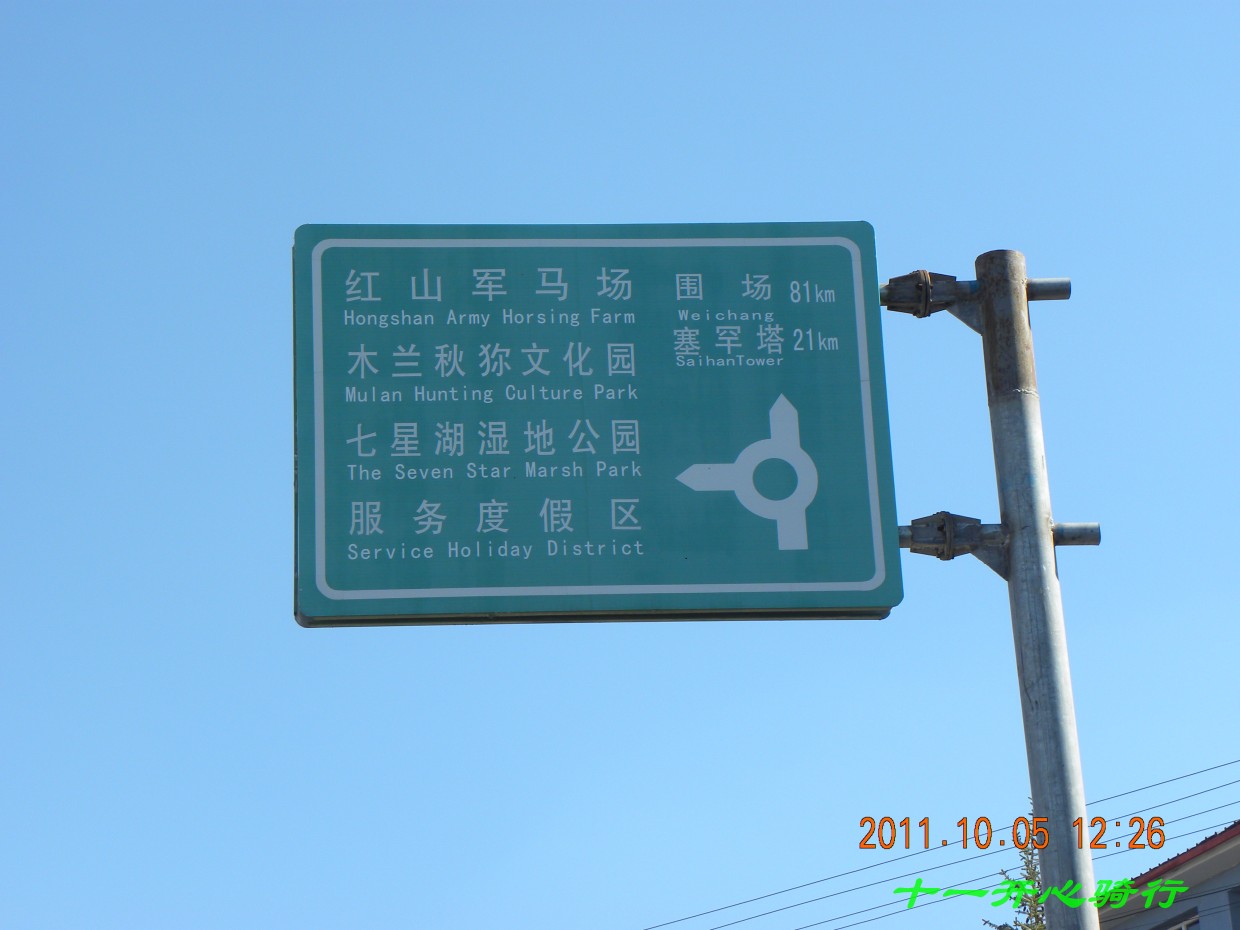 红山军马场
Hongshan Army Horsing Farm
木兰秋狝文化园
Mulan Hunting Culture Park
七星湖湿地公园
The Seven Star Marsh Park
服务度假区
Service Holiday District
围场 81km
Weichang
塞罕塔 21km
SaihanTower
2011.10.05 12:26
十一开心骑行